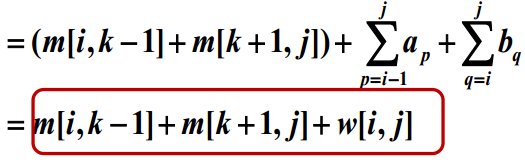 = (m[i,k−1]+m[k+1,j])+ ∑_{p=i−1}^{j} a_p + ∑_{q=i}^{j} b_q
= m[i,k−1]+m[k+1,j]+w[i,j]